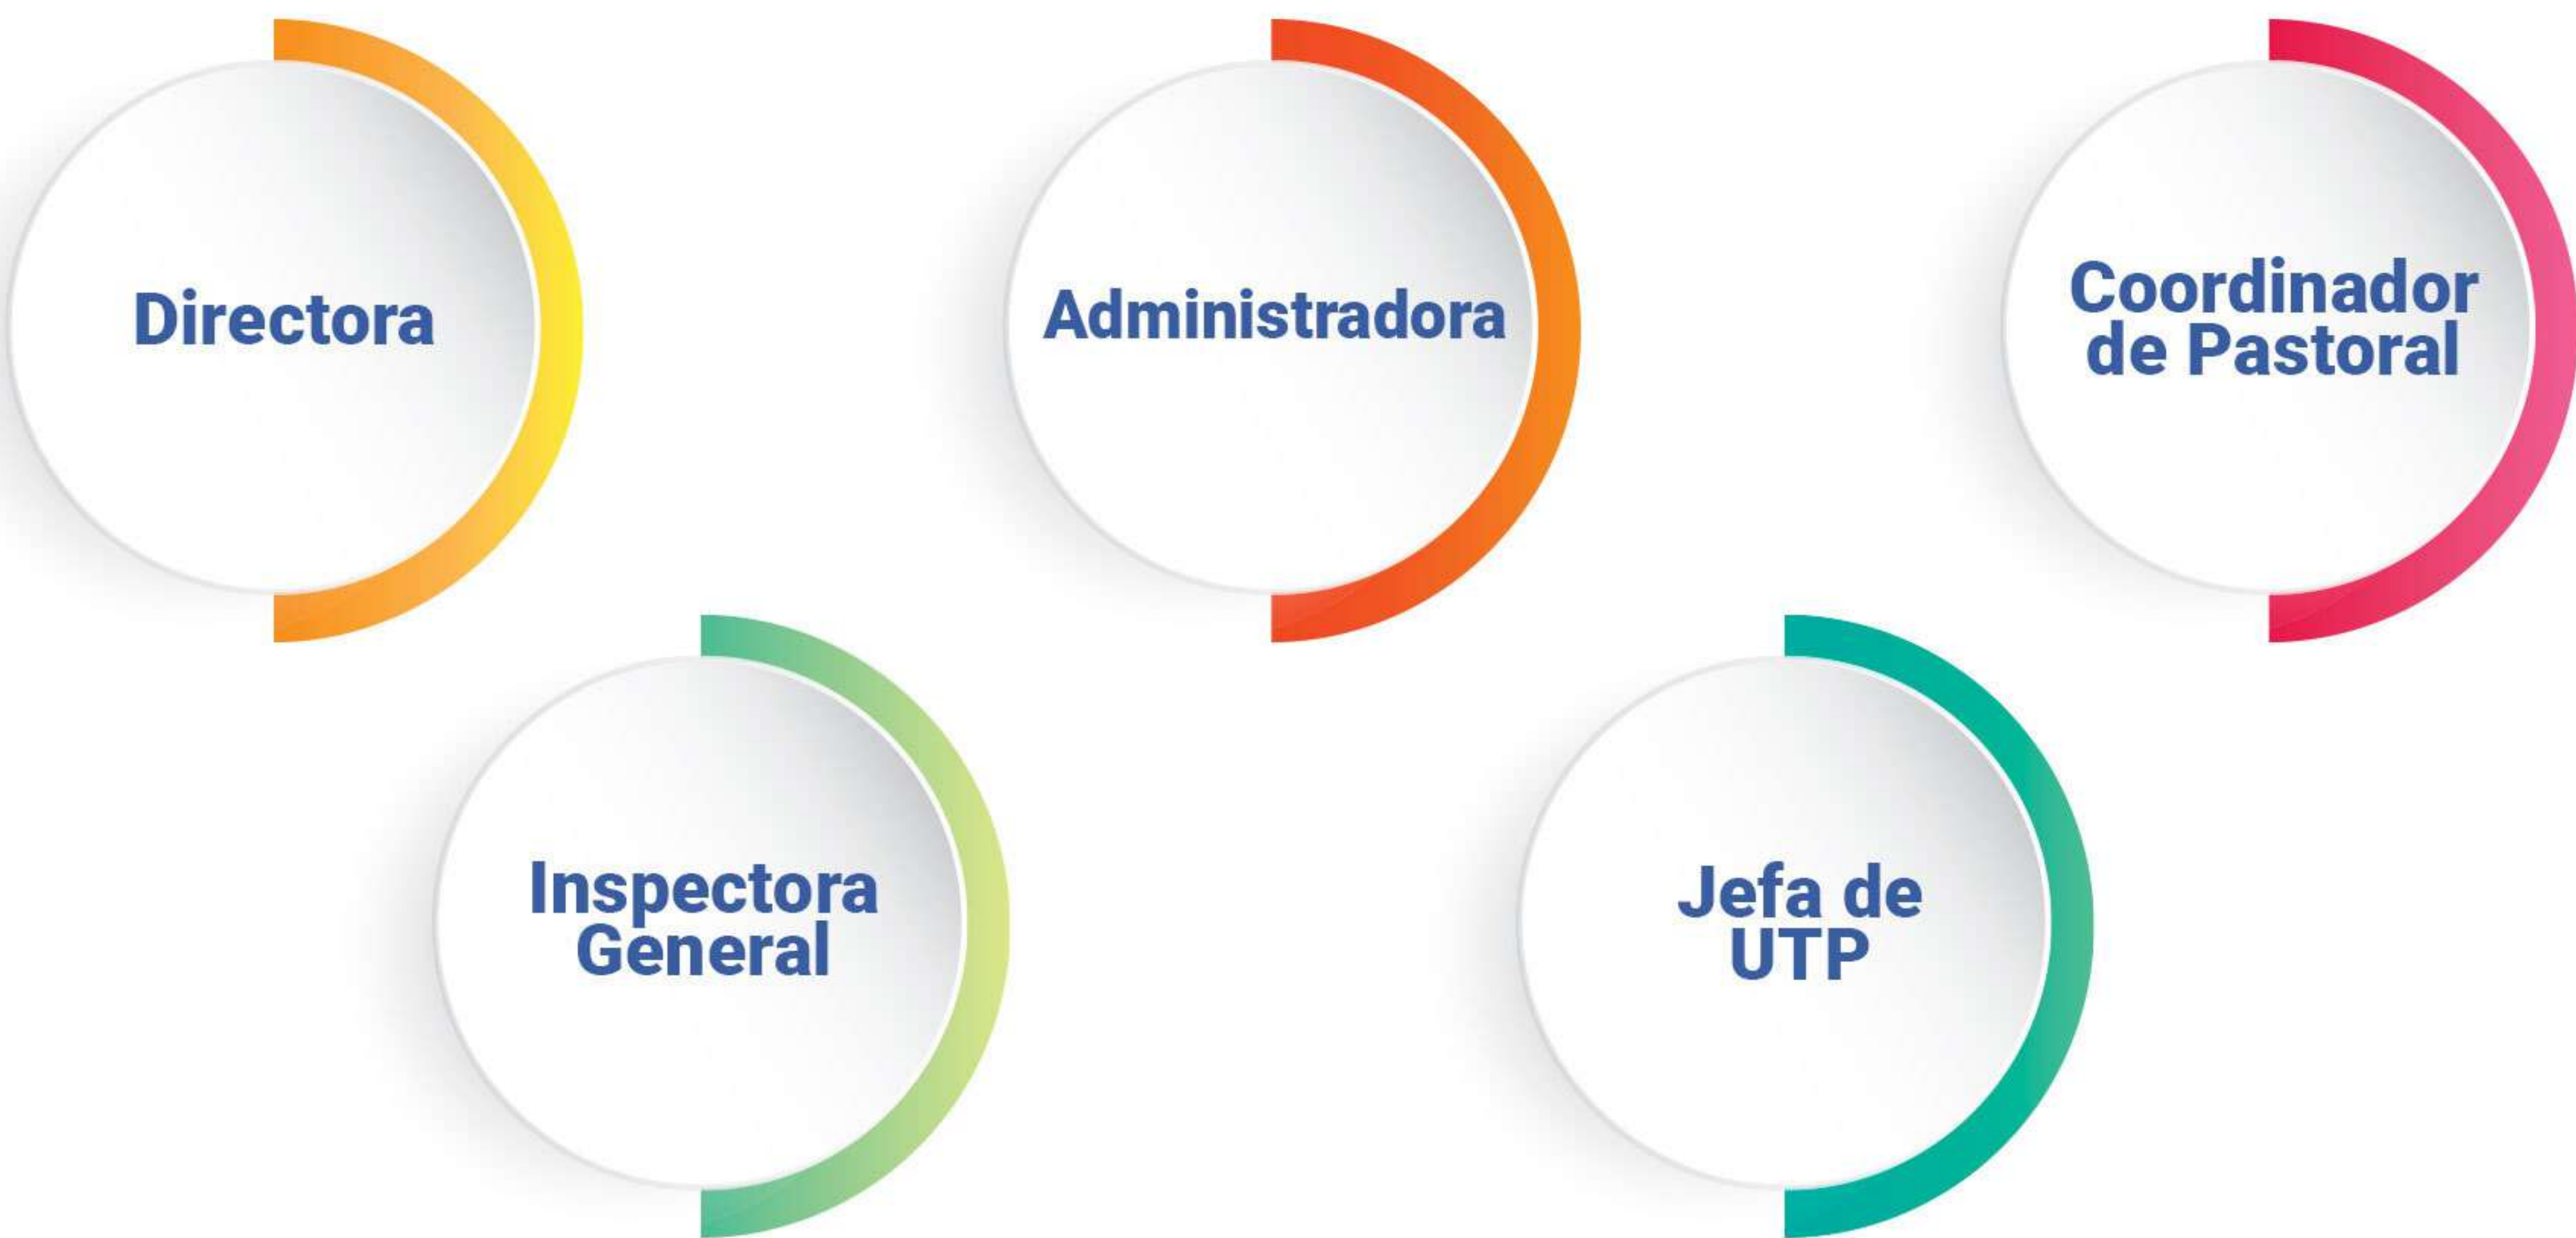 Directora
Administradora
Coordinador
de Pastoral
Inspectora
General
Jefa de
UTP